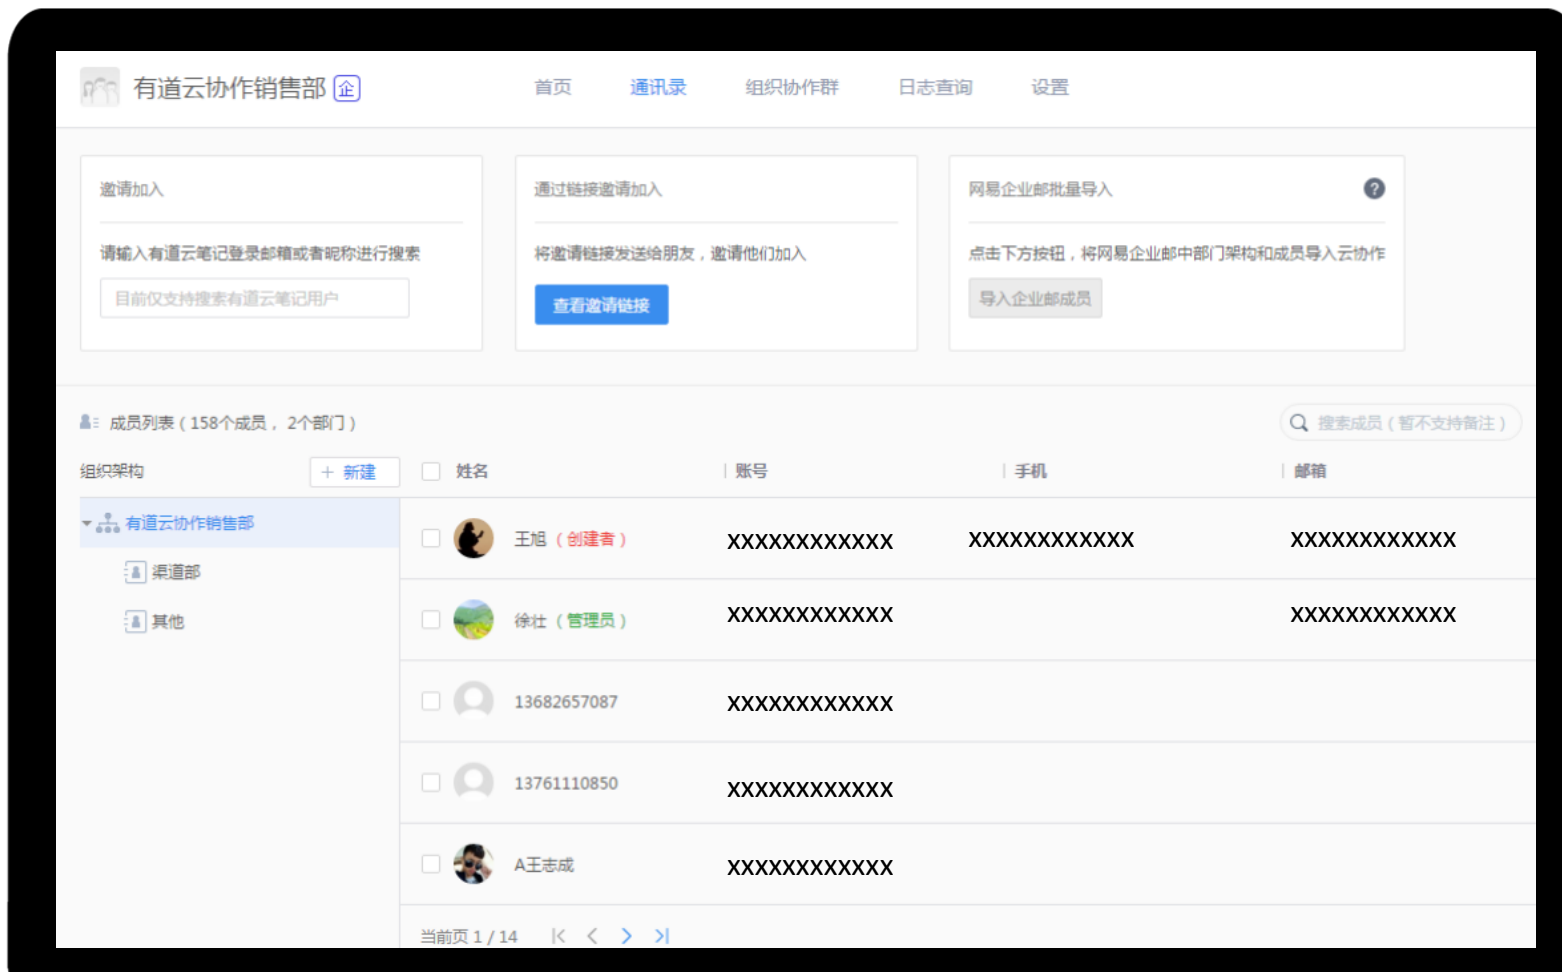 有道云协作销售部 企
首页 通讯录 组织协作群 日志查询 设置
邀请加入
请输入有道云笔记登录邮箱或者昵称进行搜索
目前仅支持搜索有道云笔记用户
通过链接邀请加入
将邀请链接发送给朋友，邀请他们加入
查看邀请链接
网易企业邮批量导入 ?
点击下方按钮，将网易企业邮中部门架构和成员导入云协作
导入企业邮成员
成员列表（158个成员，2个部门）
搜索成员（暂不支持备注）
组织架构 + 新建
姓名 账号 手机 邮箱
有道云协作销售部
渠道部
其他
王旭（创建者） XXXXXXXXXXXX XXXXXXXXXXXX XXXXXXXXXXXX
徐壮（管理员） XXXXXXXXXXXX XXXXXXXXXXXX
13682657087 XXXXXXXXXXXX
13761110850 XXXXXXXXXXXX
A王志成 XXXXXXXXXXXX
当前页 1 / 14